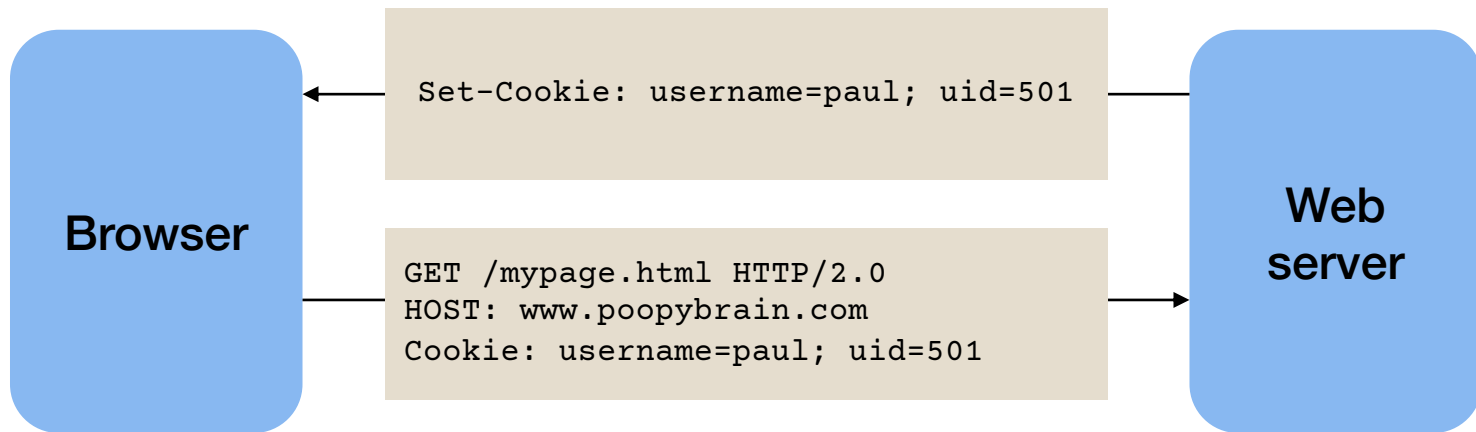 Set-Cookie: username=paul; uid=501
Browser
GET /mypage.html HTTP/2.0
HOST: www.poopybrain.com
Cookie: username=paul; uid=501
Web
server